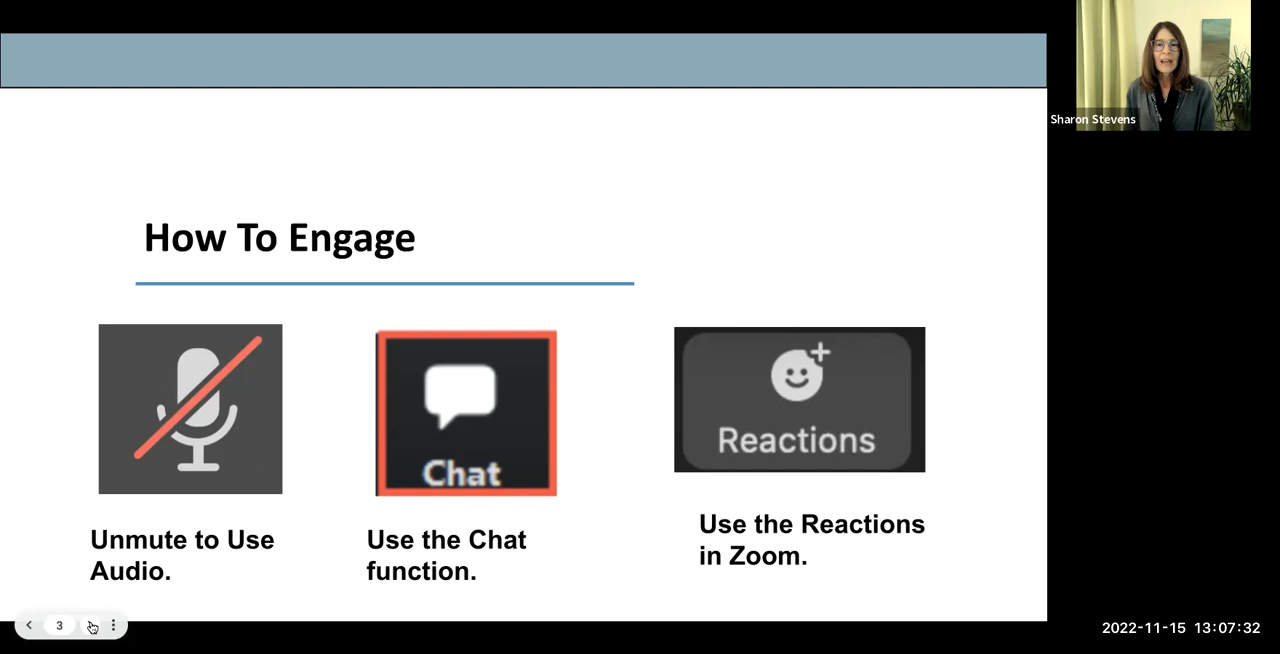 Sharon Stevens
How To Engage
Chat
Reactions
Unmute to Use
Audio.
Use the Chat
function.
Use the Reactions
in Zoom.
3
2022-11-15 13:07:32